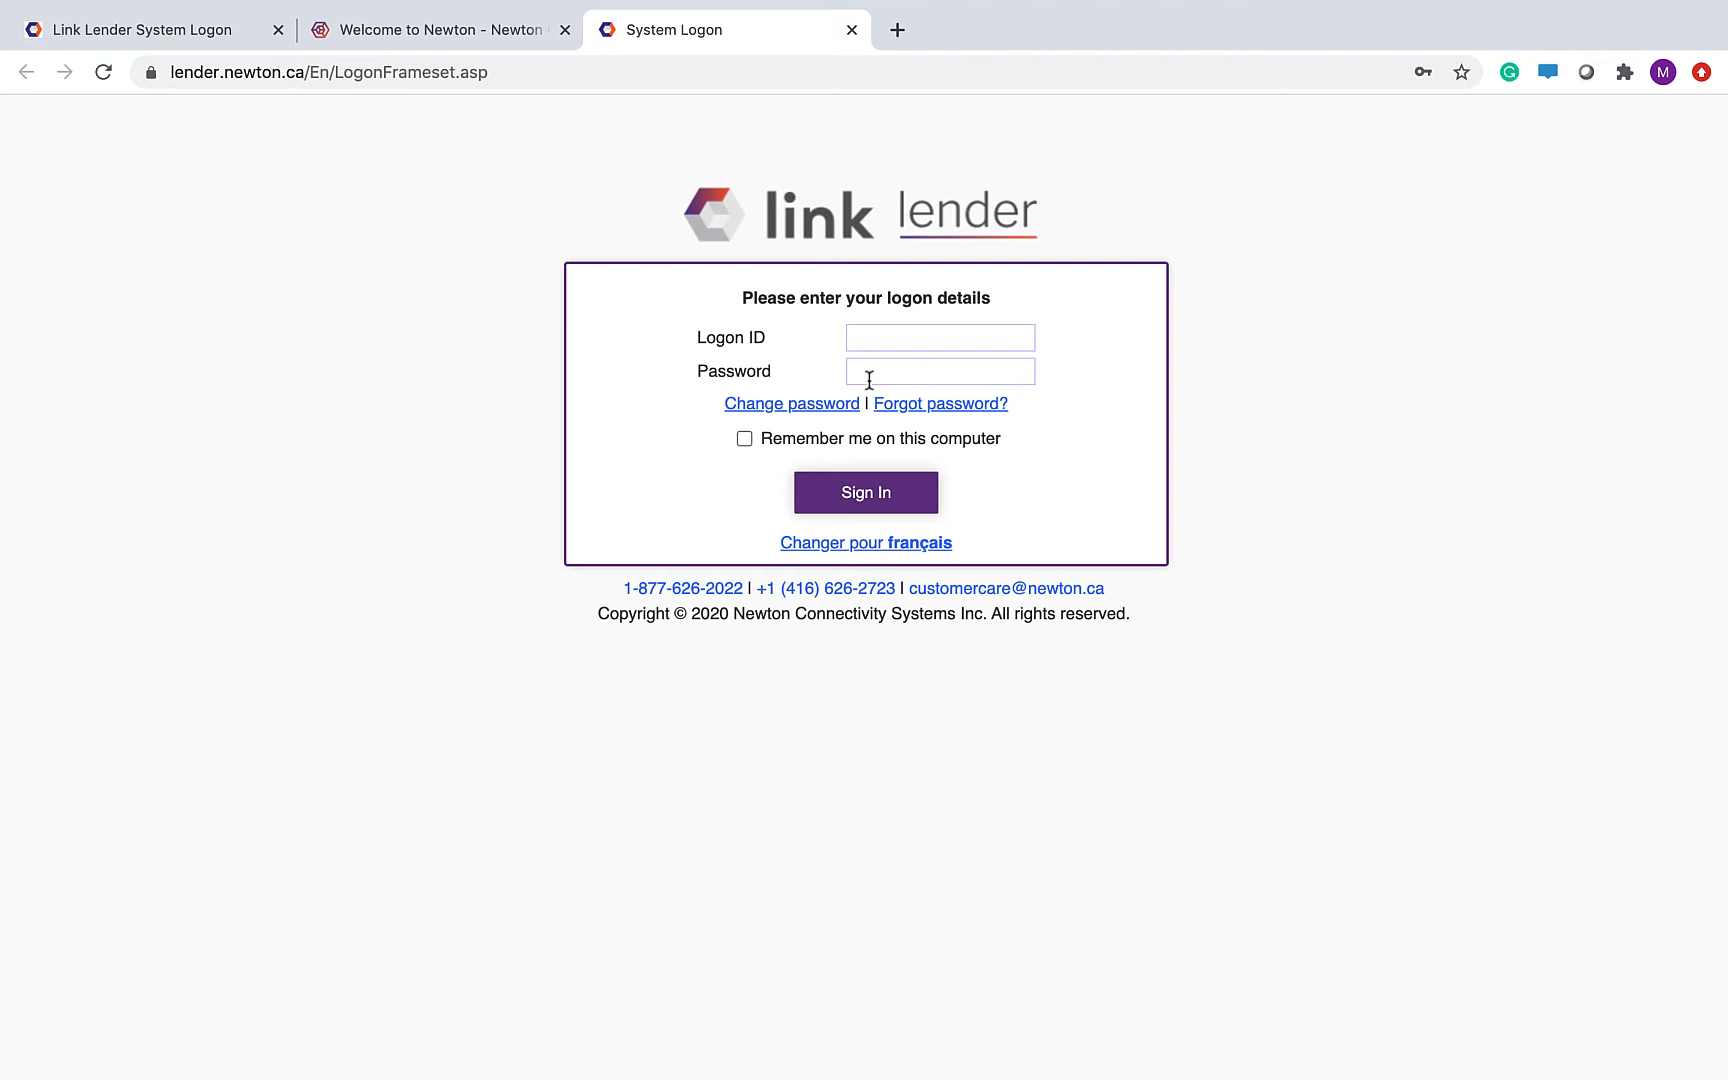 Link Lender System Logon
Welcome to Newton - Newton
System Logon
lender.newton.ca/En/LogonFrameset.asp
G
M
link lender
Please enter your logon details
Logon ID
Password
Change password | Forgot password?
Remember me on this computer
Sign In
Changer pour français
1-877-626-2022 | +1 (416) 626-2723 | customercare@newton.ca
Copyright © 2020 Newton Connectivity Systems Inc. All rights reserved.